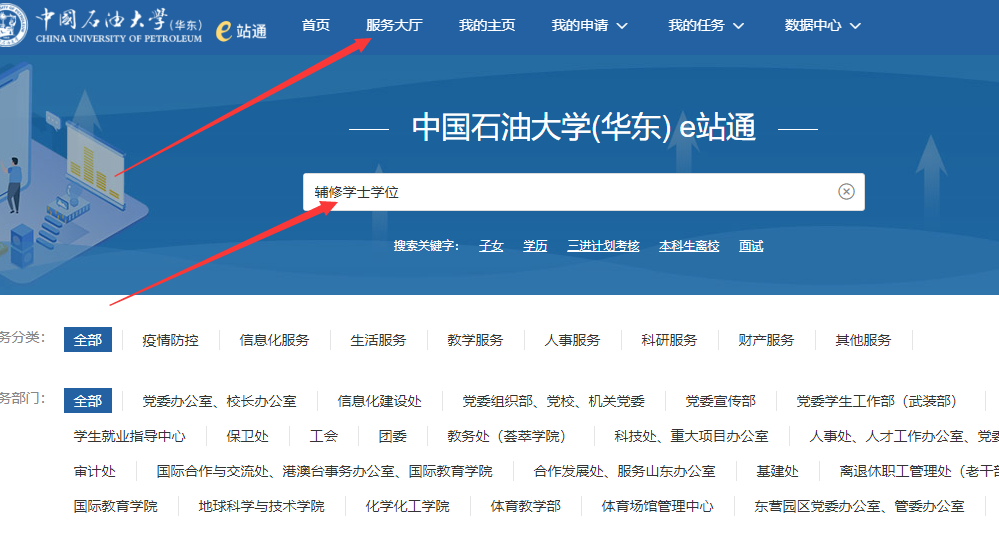 中国石油大学(华东) e站通 首页 服务大厅 我的主页 我的申请 我的任务 数据中心
CHINA UNIVERSITY OF PETROLEUM
中国石油大学(华东) e站通
辅修学士学位
搜索关键字： 子女 学历 三进计划考核 本科生离校 面试
务分类： 全部 疫情防控 信息化服务 生活服务 教学服务 人事服务 科研服务 财产服务 其他服务
务部门： 全部 党委办公室、校长办公室 信息化建设处 党委组织部、党校、机关党委 党委宣传部 党委学生工作部（武装部）
学生就业指导中心 保卫处 工会 团委 教务处（荟萃学院） 科技处、重大项目办公室 人事处、人才工作办公室、党委
审计处 国际合作与交流处、港澳台事务办公室、国际教育学院 合作发展处、服务山东办公室 基建处 离退休职工管理处（老干部
国际教育学院 地球科学与技术学院 化学化工学院 体育教学部 体育场馆管理中心 东营园区党委办公室、管委办公室